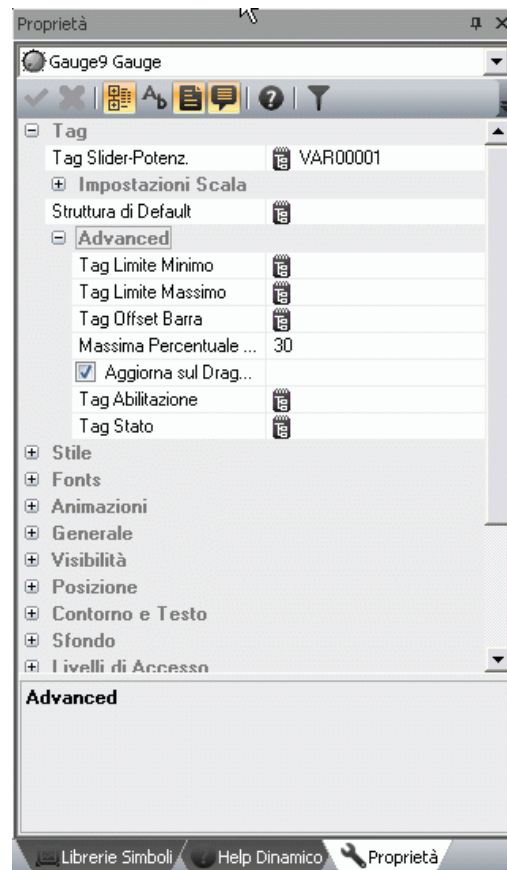 Proprietà
Gauge9 Gauge
Tag
Tag Slider-Potenz. VAR00001
Impostazioni Scala
Struttura di Default
Advanced
Tag Limite Minimo
Tag Limite Massimo
Tag Offset Barra
Massima Percentuale ... 30
Aggiorna sul Drag...
Tag Abilitazione
Tag Stato
Stile
Fonts
Animazioni
Generale
Visibilità
Posizione
Contorno e Testo
Sfondo
Livelli di Accesso
Advanced
Librerie Simboli Help Dinamico Proprietà